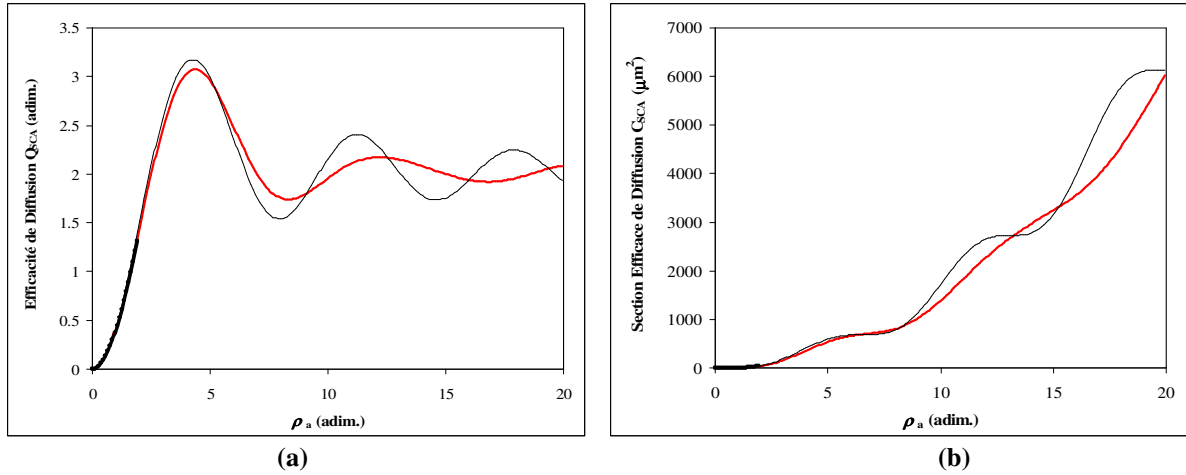 3.5
3
2.5
2
1.5
1
0.5
0
0 5 10 15 20
Efficacité de Diffusion QSCA (adim.)
ρ a (adim.)
(a)
7000
6000
5000
4000
3000
2000
1000
0
0 5 10 15 20
Section Efficace de Diffusion CSCA (μm²)
ρ a (adim.)
(b)